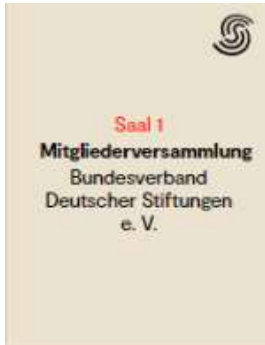 Saal 1
Mitgliederversammlung
Bundesverband
Deutscher Stiftungen
e. V.